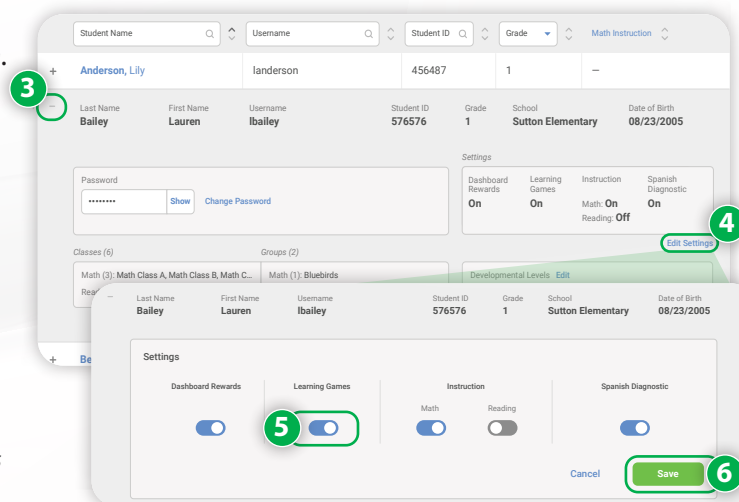 Student Name Username Student ID Grade Math Instruction
+ Anderson, Lily landerson 456487 1 –
3
– Last Name First Name Username Student ID Grade School Date of Birth
Bailey Lauren lbailey 576576 1 Sutton Elementary 08/23/2005
Settings
Password
•••••••• Show Change Password
Dashboard Rewards Learning Games Instruction Spanish Diagnostic
On On Math: On On
Reading: Off
4
Edit Settings
Classes (6) Groups (2)
Math (3): Math Class A, Math Class B, Math C... Math (1): Bluebirds Developmental Levels Edit
Rea
– Last Name First Name Username Student ID Grade School Date of Birth
Bailey Lauren lbailey 576576 1 Sutton Elementary 08/23/2005
+ Be
Settings
Dashboard Rewards Learning Games Instruction Spanish Diagnostic
Math Reading
5
Cancel Save 6